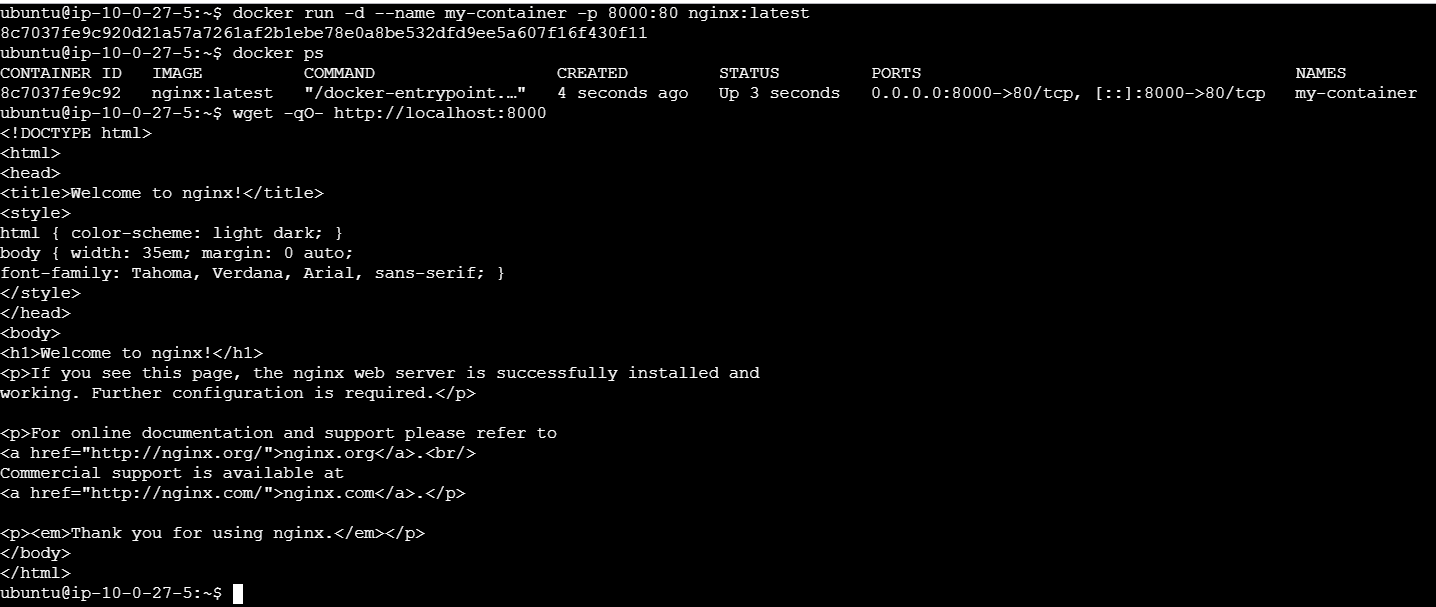 ubuntu@ip-10-0-27-5:~$ docker run -d --name my-container -p 8000:80 nginx:latest
8c7037fe9c920d21a57a7261af2b1ebe78e0a8be532dfd9ee5a607f16f430f11
ubuntu@ip-10-0-27-5:~$ docker ps
CONTAINER ID   IMAGE          COMMAND                  CREATED         STATUS         PORTS                                     NAMES
8c7037fe9c92   nginx:latest   "/docker-entrypoint.…"   4 seconds ago   Up 3 seconds   0.0.0.0:8000->80/tcp, [::]:8000->80/tcp   my-container
ubuntu@ip-10-0-27-5:~$ wget -qO- http://localhost:8000
<!DOCTYPE html>
<html>
<head>
<title>Welcome to nginx!</title>
<style>
html { color-scheme: light dark; }
body { width: 35em; margin: 0 auto;
font-family: Tahoma, Verdana, Arial, sans-serif; }
</style>
</head>
<body>
<h1>Welcome to nginx!</h1>
<p>If you see this page, the nginx web server is successfully installed and
working. Further configuration is required.</p>

<p>For online documentation and support please refer to
<a href="http://nginx.org/">nginx.org</a>.<br/>
Commercial support is available at
<a href="http://nginx.com/">nginx.com</a>.</p>

<p><em>Thank you for using nginx.</em></p>
</body>
</html>
ubuntu@ip-10-0-27-5:~$